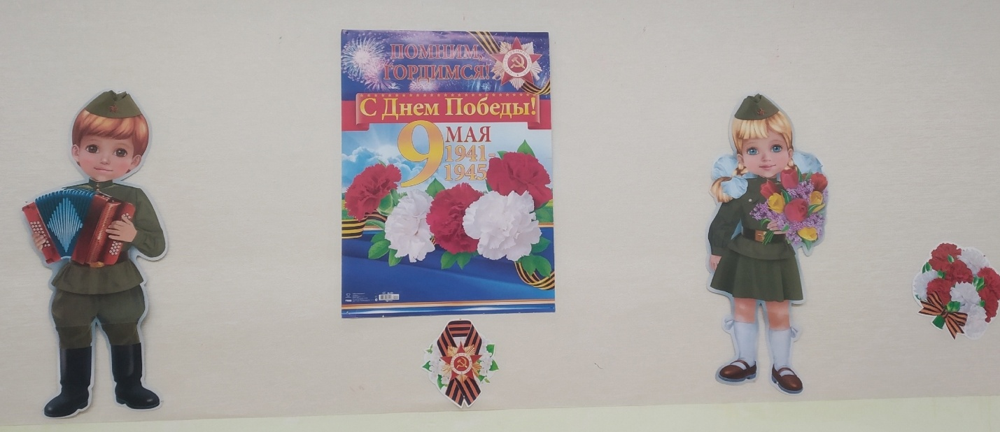 ПОМНИМ,
ГОРДИМСЯ!
С Днем Победы!
9 МАЯ
1941-
1945